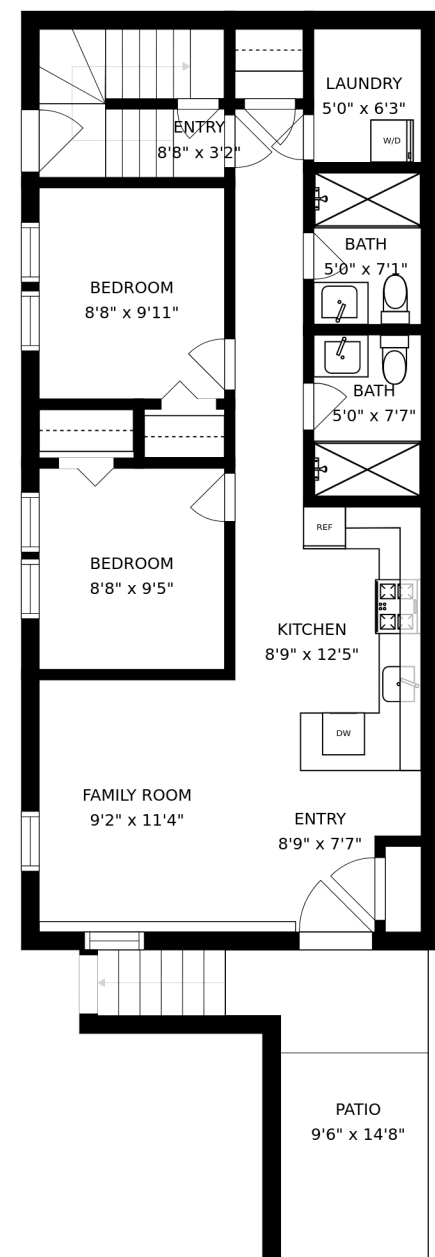 LAUNDRY
5'0" x 6'3"
W/D
ENTRY
8'8" x 3'2"
BATH
5'0" x 7'1"
BEDROOM
8'8" x 9'11"
BATH
5'0" x 7'7"
REF
BEDROOM
8'8" x 9'5"
KITCHEN
8'9" x 12'5"
DW
FAMILY ROOM
9'2" x 11'4"
ENTRY
8'9" x 7'7"
PATIO
9'6" x 14'8"